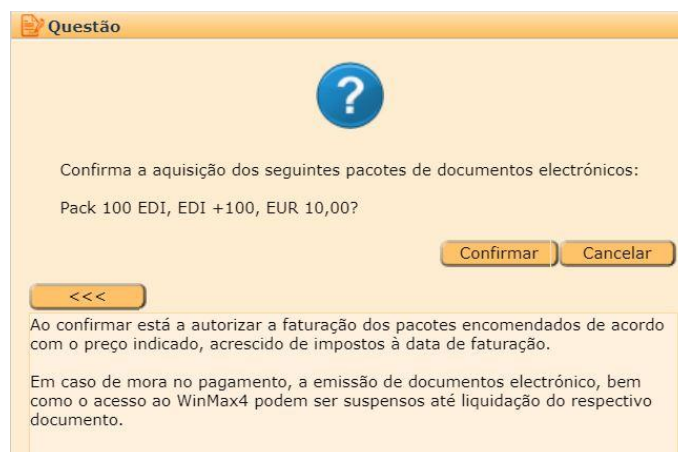 Questão
?
Confirma a aquisição dos seguintes pacotes de documentos electrónicos:
Pack 100 EDI, EDI +100, EUR 10,00?
Confirmar Cancelar
<<<
Ao confirmar está a autorizar a faturação dos pacotes encomendados de acordo
com o preço indicado, acrescido de impostos à data de faturação.
Em caso de mora no pagamento, a emissão de documentos electrónico, bem
como o acesso ao WinMax4 podem ser suspensos até liquidação do respectivo
documento.